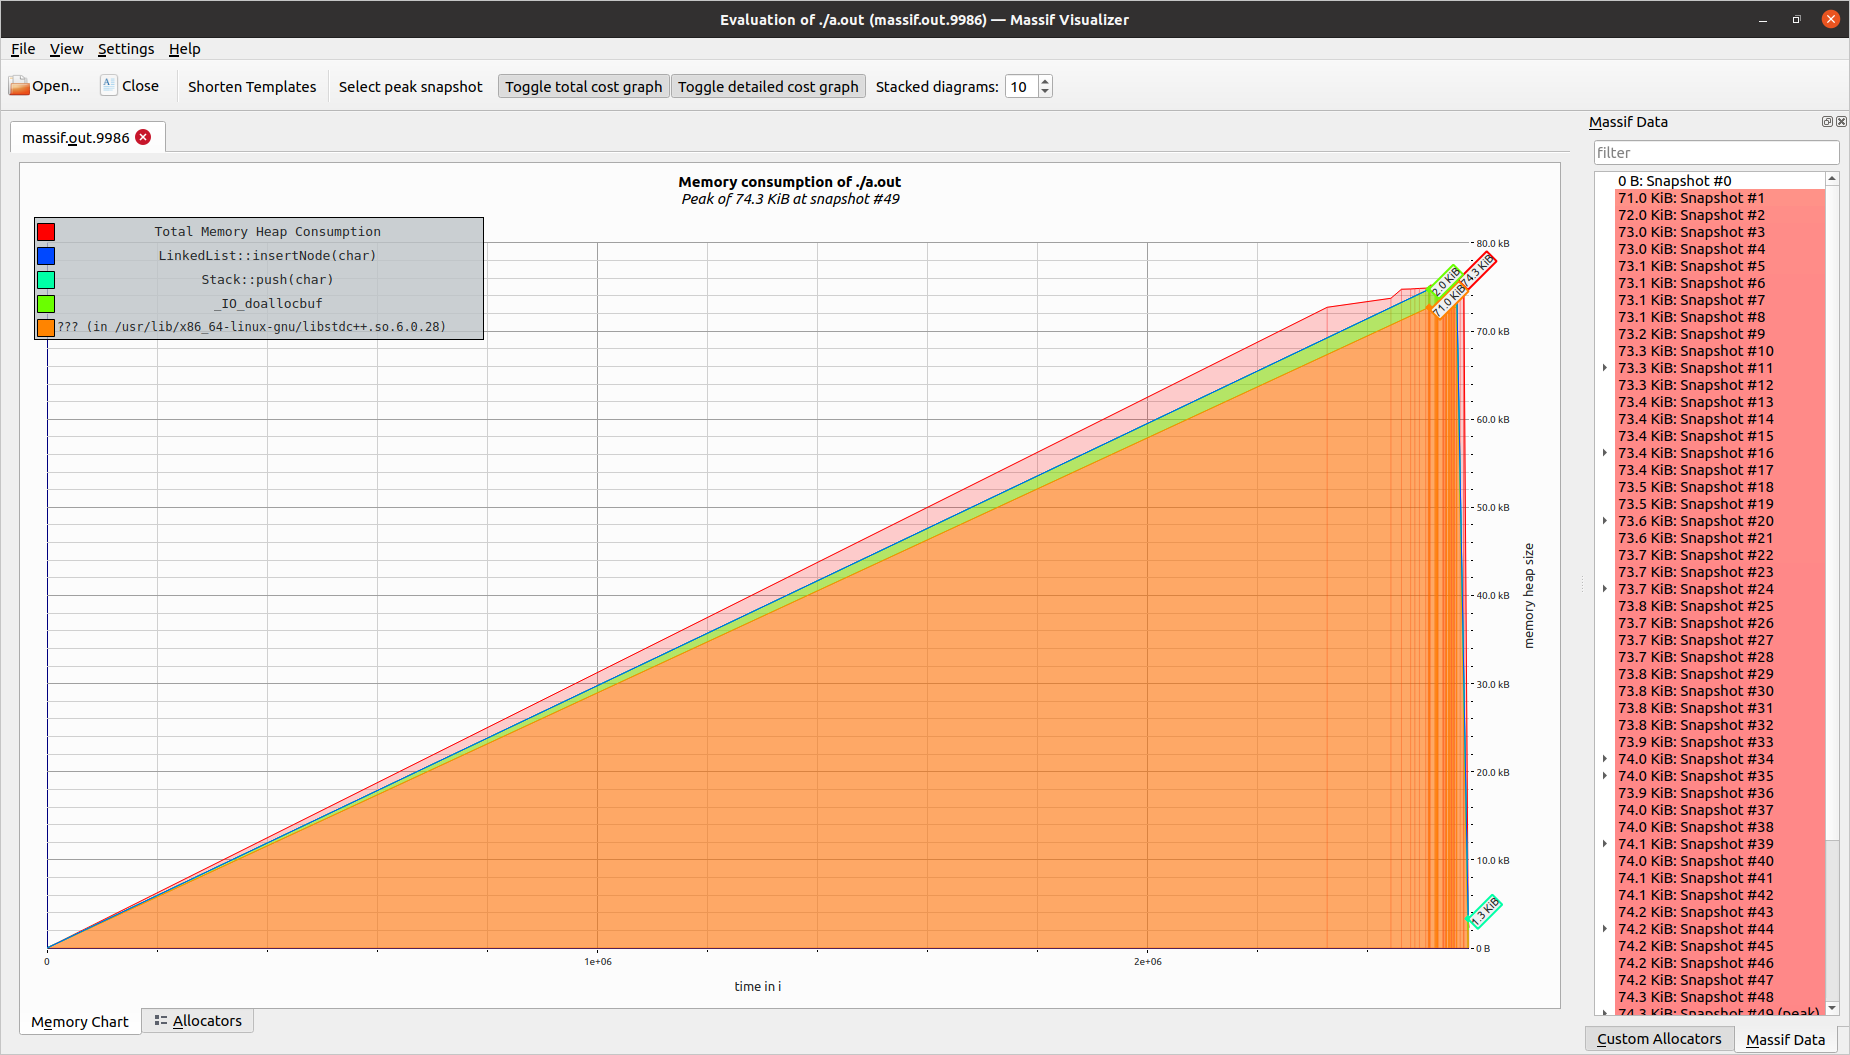 Evaluation of ./a.out (massif.out.9986) — Massif Visualizer
File View Settings Help
Open... Close Shorten Templates Select peak snapshot Toggle total cost graph Toggle detailed cost graph Stacked diagrams: 10
massif.out.9986
Memory consumption of ./a.out
Peak of 74.3 KiB at snapshot #49
Total Memory Heap Consumption
LinkedList::insertNode(char)
Stack::push(char)
_IO_doallocbuf
??? (in /usr/lib/x86_64-linux-gnu/libstdc++.so.6.0.28)
80.0 kB
70.0 kB
60.0 kB
50.0 kB
40.0 kB
30.0 kB
20.0 kB
10.0 kB
0 B
2.0 KiB
74.3 KiB
71.0 KiB
1.3 KiB
memory heap size
0 1e+06 2e+06
time in i
Memory Chart Allocators
Massif Data
filter
0 B: Snapshot #0
71.0 KiB: Snapshot #1
72.0 KiB: Snapshot #2
73.0 KiB: Snapshot #3
73.0 KiB: Snapshot #4
73.1 KiB: Snapshot #5
73.1 KiB: Snapshot #6
73.1 KiB: Snapshot #7
73.1 KiB: Snapshot #8
73.2 KiB: Snapshot #9
73.3 KiB: Snapshot #10
73.3 KiB: Snapshot #11
73.3 KiB: Snapshot #12
73.4 KiB: Snapshot #13
73.4 KiB: Snapshot #14
73.4 KiB: Snapshot #15
73.4 KiB: Snapshot #16
73.4 KiB: Snapshot #17
73.5 KiB: Snapshot #18
73.5 KiB: Snapshot #19
73.6 KiB: Snapshot #20
73.6 KiB: Snapshot #21
73.7 KiB: Snapshot #22
73.7 KiB: Snapshot #23
73.7 KiB: Snapshot #24
73.8 KiB: Snapshot #25
73.7 KiB: Snapshot #26
73.7 KiB: Snapshot #27
73.7 KiB: Snapshot #28
73.8 KiB: Snapshot #29
73.8 KiB: Snapshot #30
73.8 KiB: Snapshot #31
73.8 KiB: Snapshot #32
73.9 KiB: Snapshot #33
74.0 KiB: Snapshot #34
74.0 KiB: Snapshot #35
73.9 KiB: Snapshot #36
74.0 KiB: Snapshot #37
74.0 KiB: Snapshot #38
74.1 KiB: Snapshot #39
74.0 KiB: Snapshot #40
74.1 KiB: Snapshot #41
74.1 KiB: Snapshot #42
74.2 KiB: Snapshot #43
74.2 KiB: Snapshot #44
74.2 KiB: Snapshot #45
74.2 KiB: Snapshot #46
74.2 KiB: Snapshot #47
74.3 KiB: Snapshot #48
74.3 KiB: Snapshot #49 (peak)
Custom Allocators Massif Data